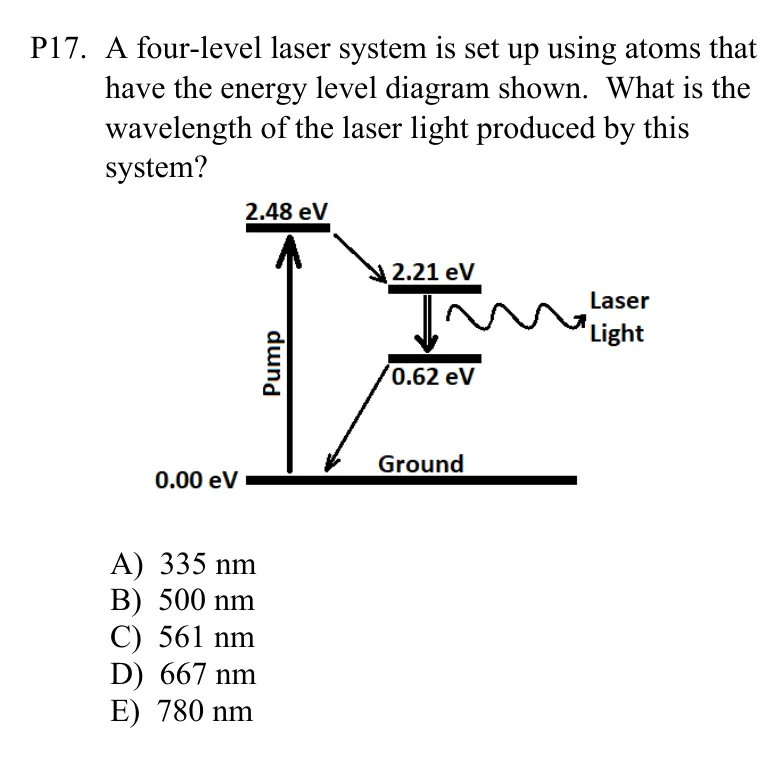 P17. A four-level laser system is set up using atoms that
have the energy level diagram shown. What is the
wavelength of the laser light produced by this
system?
2.48 eV
2.21 eV
Laser
Light
Pump
0.62 eV
Ground
0.00 eV
A) 335 nm
B) 500 nm
C) 561 nm
D) 667 nm
E) 780 nm